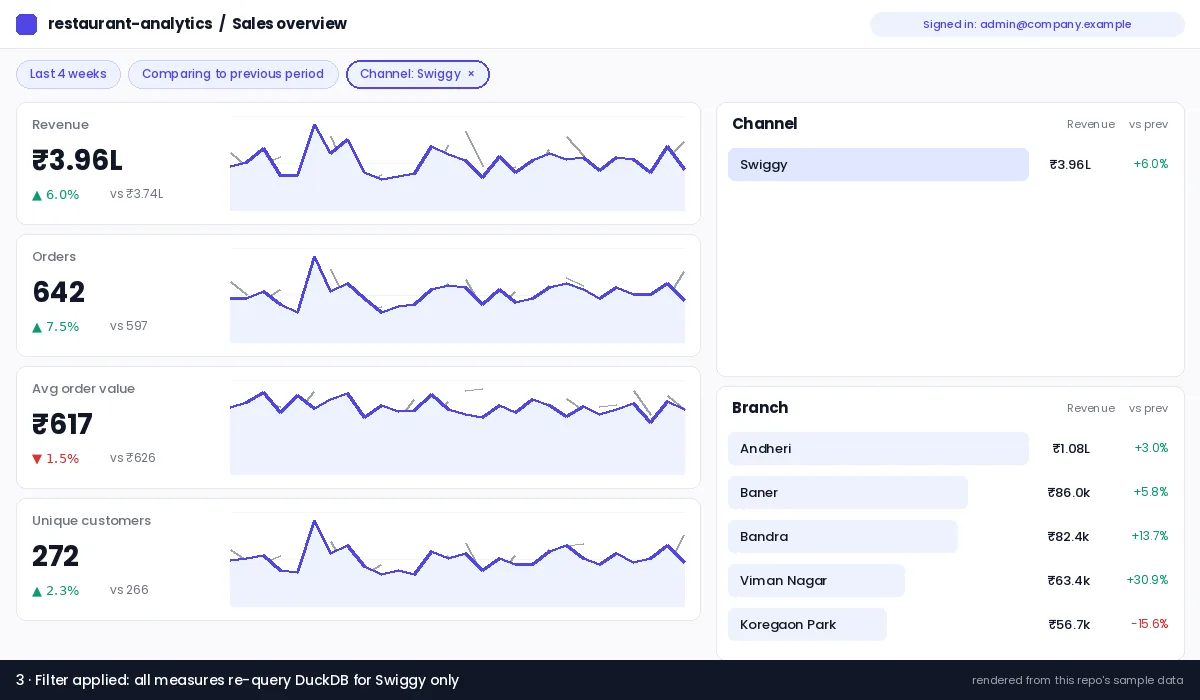 restaurant-analytics / Sales overview
Signed in: admin@company.example
Last 4 weeks
Comparing to previous period
Channel: Swiggy ×
Revenue
₹3.96L
▲ 6.0% vs ₹3.74L
Orders
642
▲ 7.5% vs 597
Avg order value
₹617
▼ 1.5% vs ₹626
Unique customers
272
▲ 2.3% vs 266
Channel Revenue vs prev
Swiggy ₹3.96L +6.0%
Branch Revenue vs prev
Andheri ₹1.08L +3.0%
Baner ₹86.0k +5.8%
Bandra ₹82.4k +13.7%
Viman Nagar ₹63.4k +30.9%
Koregaon Park ₹56.7k -15.6%
3 · Filter applied: all measures re-query DuckDB for Swiggy only
rendered from this repo's sample data